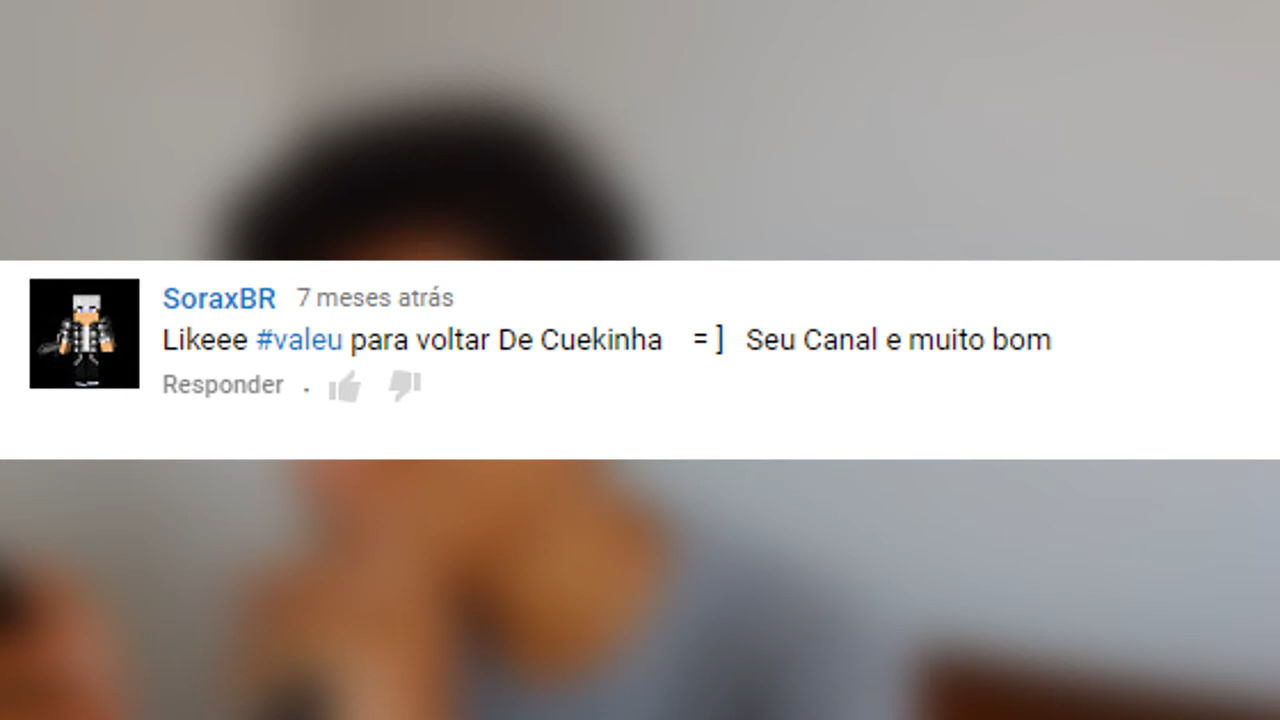 SoraxBR 7 meses atrás
Likeee #valeu para voltar De Cuekinha =] Seu Canal e muito bom
Responder .